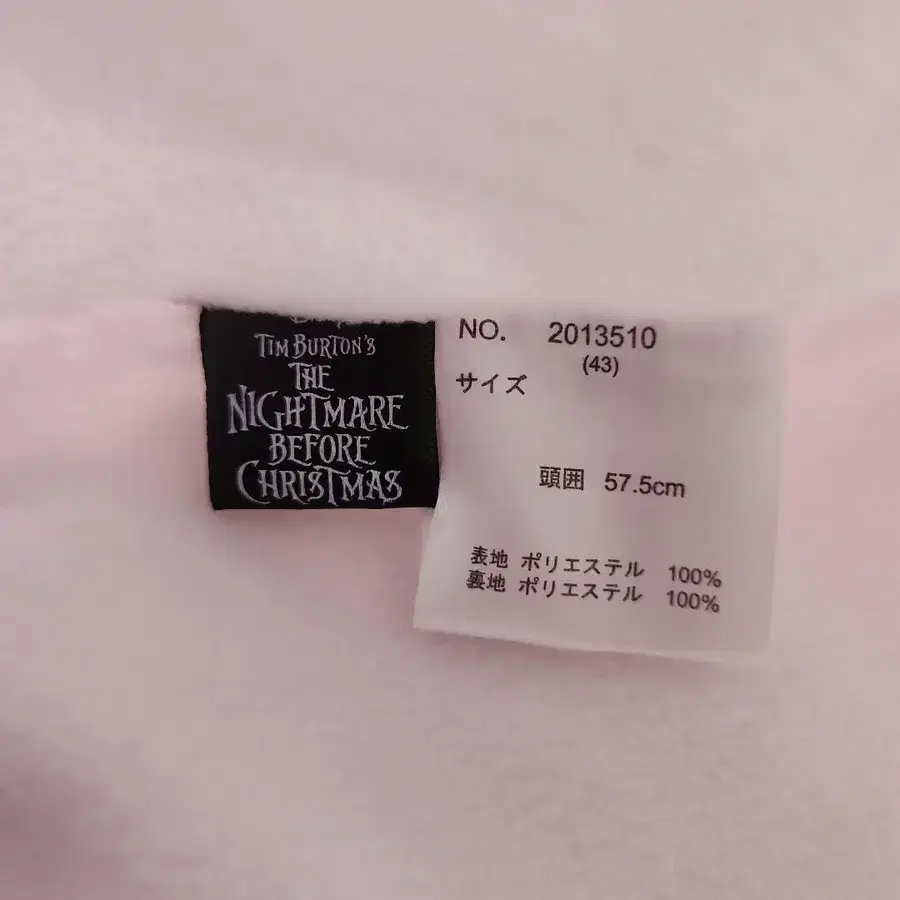 TIM BURTON'S
THE
NIGHTMARE
BEFORE
CHRISTMAS
NO. 2013510
(43)
サイズ
頭囲 57.5cm
表地 ポリエステル 100%
裏地 ポリエステル 100%